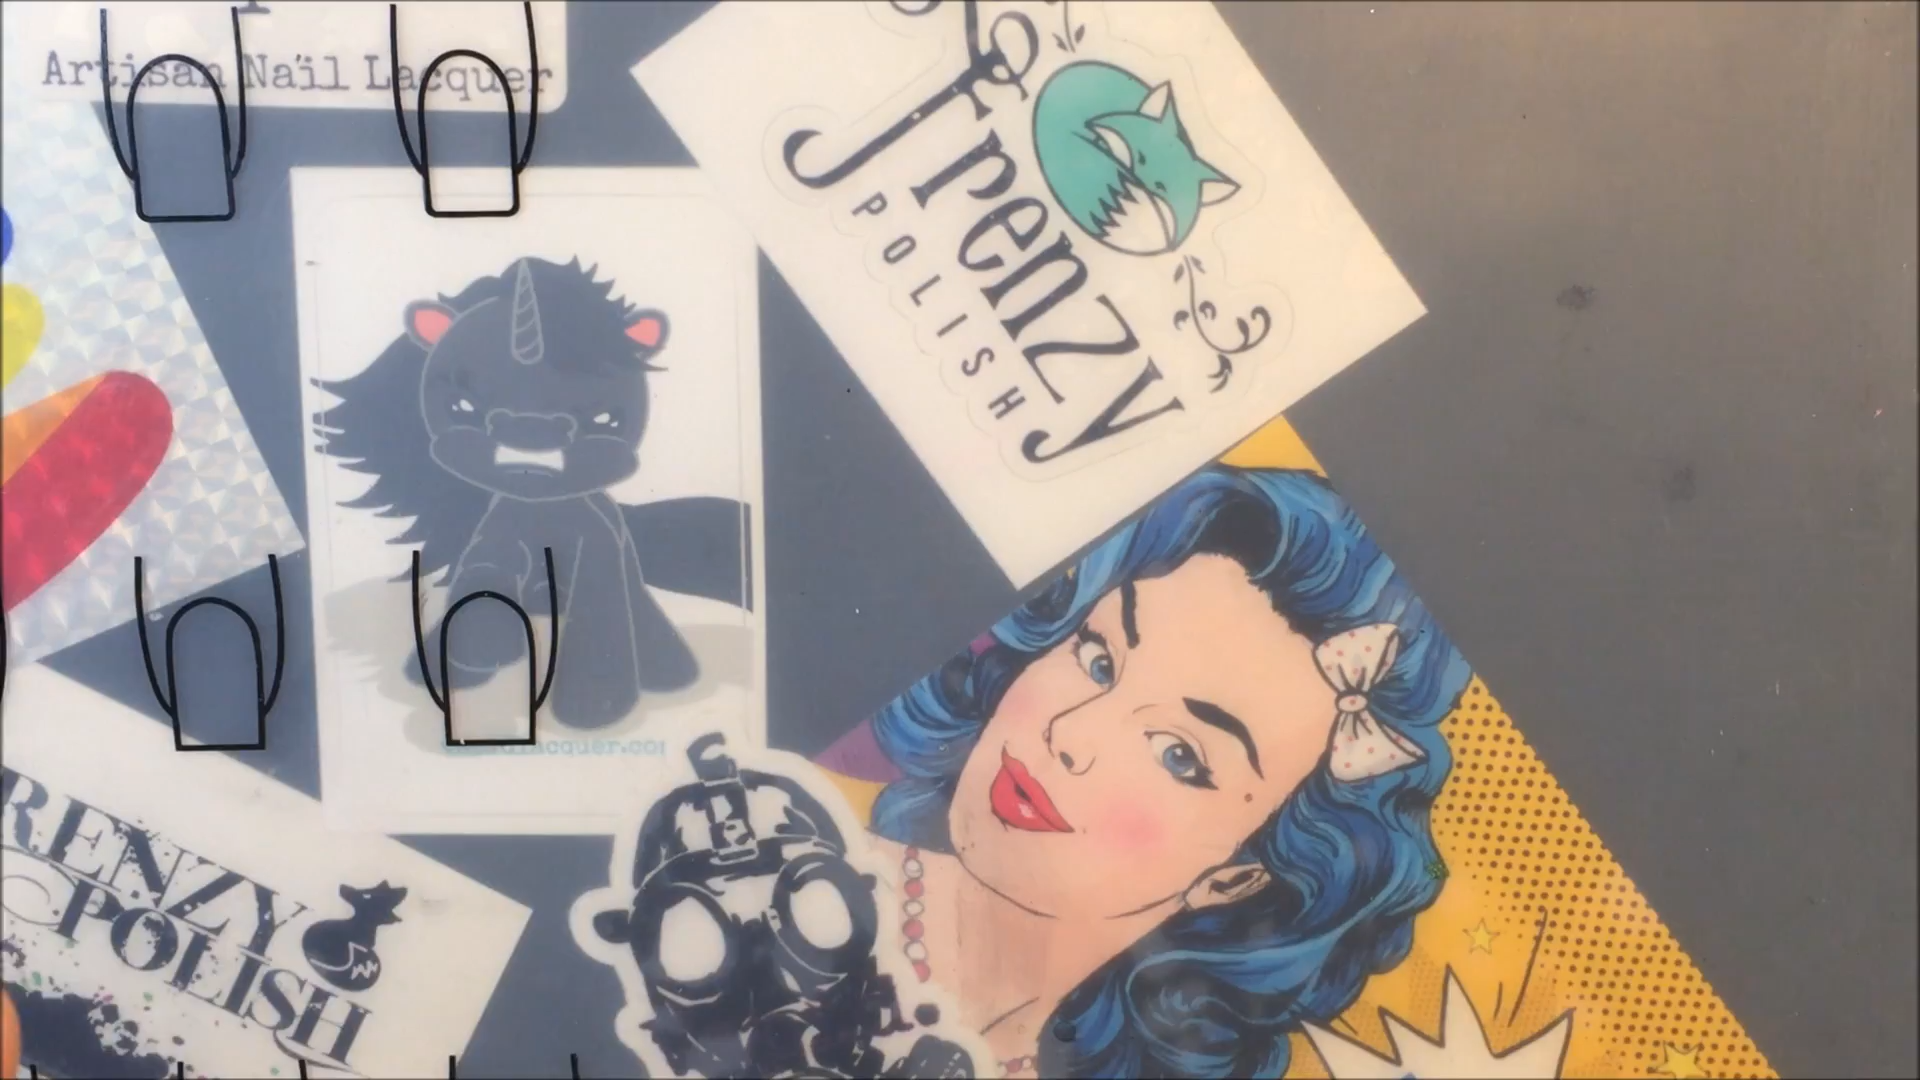 Artisan Nail Lacquer
Frenzy
POLISH
RENZY
POLISH